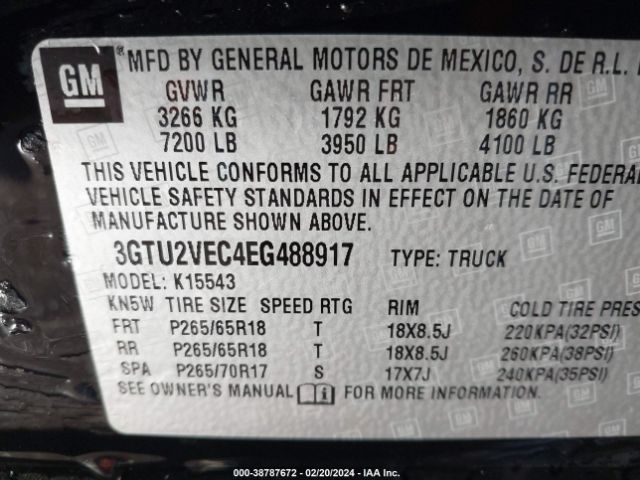 GM
® MFD BY GENERAL MOTORS DE MEXICO, S. DE R.L.
GVWR GAWR FRT GAWR RR
3266 KG 1792 KG 1860 KG
7200 LB 3950 LB 4100 LB
THIS VEHICLE CONFORMS TO ALL APPLICABLE U.S. FEDERAL
VEHICLE SAFETY STANDARDS IN EFFECT ON THE DATE OF
MANUFACTURE SHOWN ABOVE.
3GTU2VEC4EG488917 TYPE: TRUCK
MODEL: K15543
KN5W TIRE SIZE SPEED RTG RIM COLD TIRE PRES
FRT P265/65R18 T 18X8.5J 220KPA(32PSI)
RR P265/65R18 T 18X8.5J 260KPA(38PSI)
SPA P265/70R17 S 17X7J 240KPA(35PSI)
SEE OWNER'S MANUAL i FOR MORE INFORMATION.
000-38787672 - 02/20/2024 - IAA Inc.